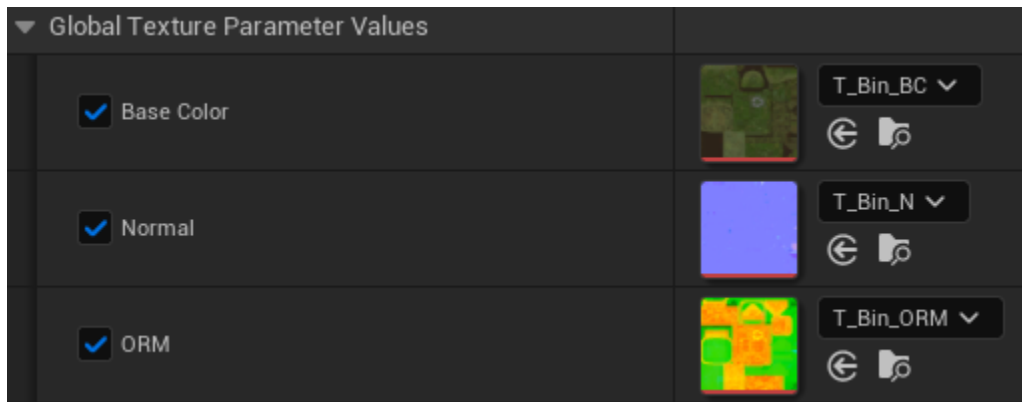 Global Texture Parameter Values
Base Color
T_Bin_BC
Normal
T_Bin_N
ORM
T_Bin_ORM